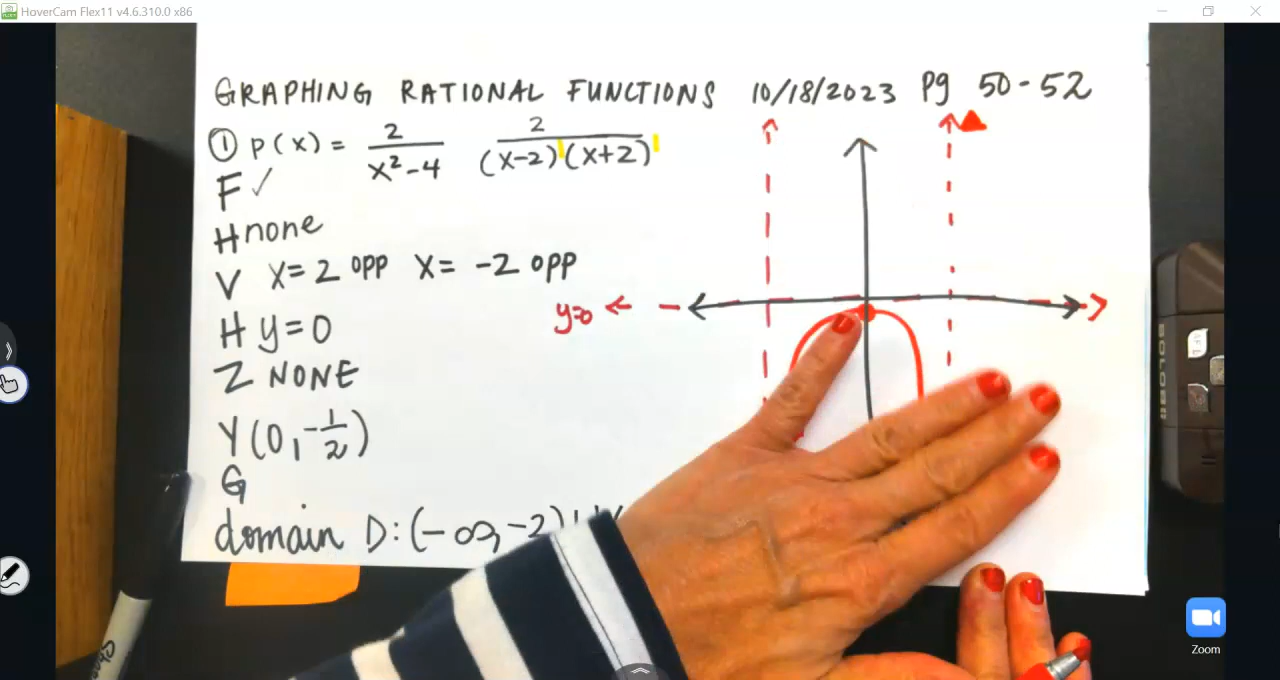 HoverCam Flex11 v4.6.310.0 x86
GRAPHING RATIONAL FUNCTIONS 10/18/2023 Pg 50-52
① p(x) = 2/(x²-4) 2/((x-2)(x+2))
F ✓
H none
V x=2 opp x= -2 opp
y=0
H y=0
Z NONE
Y (0, -1/2)
G
domain D: (-∞, -2)
SOLOBB
Zoom